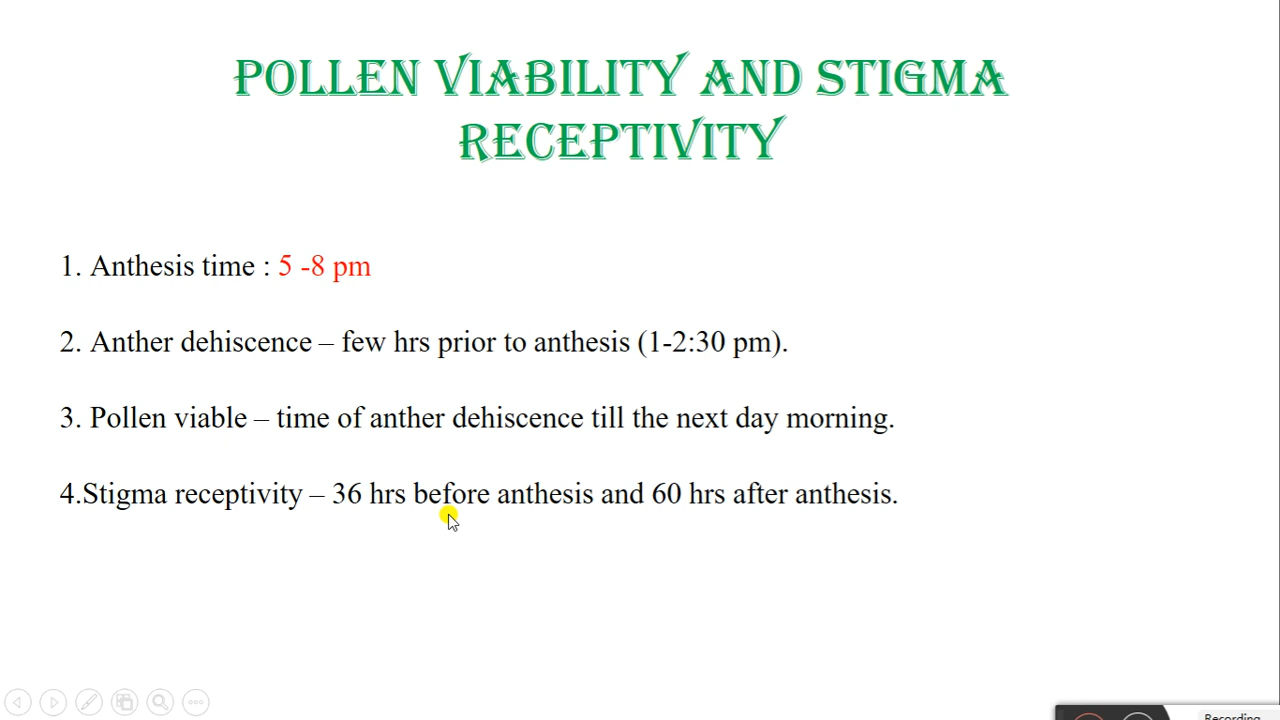 POLLEN VIABILITY AND STIGMA
RECEPTIVITY
1. Anthesis time : 5 -8 pm
2. Anther dehiscence – few hrs prior to anthesis (1-2:30 pm).
3. Pollen viable – time of anther dehiscence till the next day morning.
4.Stigma receptivity – 36 hrs before anthesis and 60 hrs after anthesis.
Recording